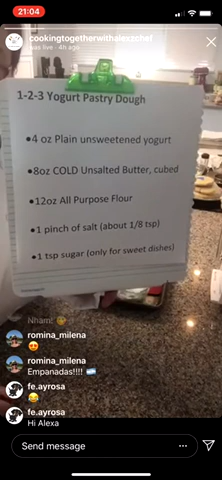 21:04
cookingtogetherwithalexzchef
was live · 4h ago
1-2-3 Yogurt Pastry Dough
•4 oz Plain unsweetened yogurt
•8oz COLD Unsalted Butter, cubed
•12oz All Purpose Flour
•1 pinch of salt (about 1/8 tsp)
•1 tsp sugar (only for sweet dishes)
Nham! 😋
romina_milena
😍
romina_milena
Empanadas!!!! 🇦🇷
fe.ayrosa
😂
fe.ayrosa
Hi Alexa
Send message